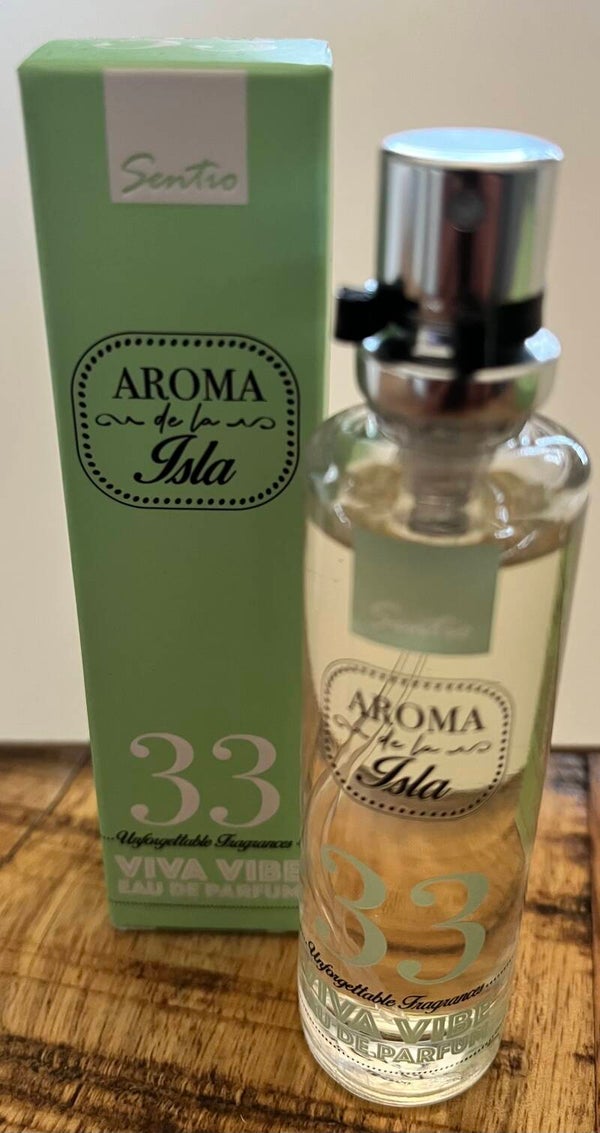 33
Sentio
AROMA
de la
Isla
33
Unforgettable Fragrances
VIVA VIBE
EAU DE PARFUM
Sentio
AROMA
de la
Isla
33
Unforgettable Fragrances
VIVA VIBE
EAU DE PARFUM